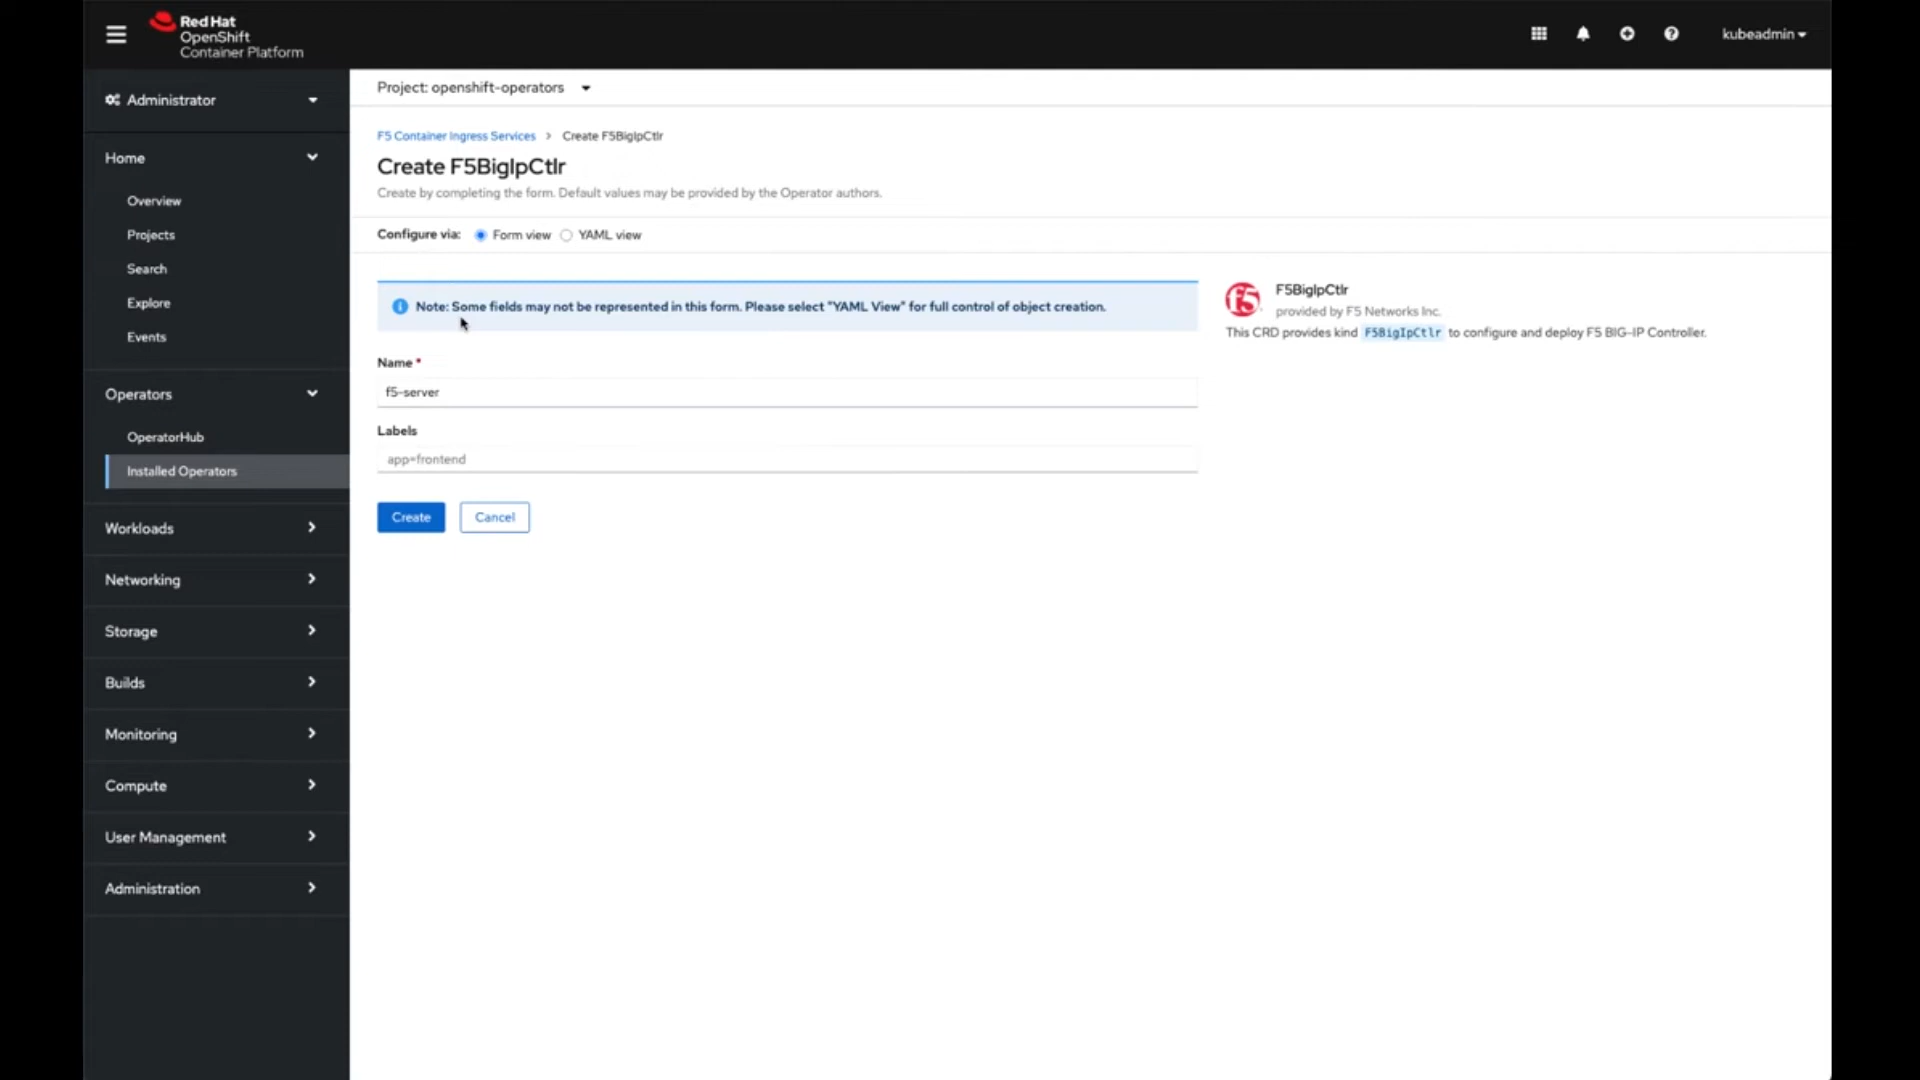 Red Hat
OpenShift
Container Platform
kubeadmin
Administrator
Home
Overview
Projects
Search
Explore
Events
Operators
OperatorHub
Installed Operators
Workloads
Networking
Storage
Builds
Monitoring
Compute
User Management
Administration
Project: openshift-operators
F5 Container Ingress Services > Create F5BigIpCtlr
Create F5BigIpCtlr
Create by completing the form. Default values may be provided by the Operator authors.
Configure via: Form view YAML view
Note: Some fields may not be represented in this form. Please select "YAML View" for full control of object creation.
Name *
f5-server
Labels
app=frontend
Create Cancel
f5
F5BigIpCtlr
provided by F5 Networks Inc.
This CRD provides kind F5BigIpCtlr to configure and deploy F5 BIG-IP Controller.